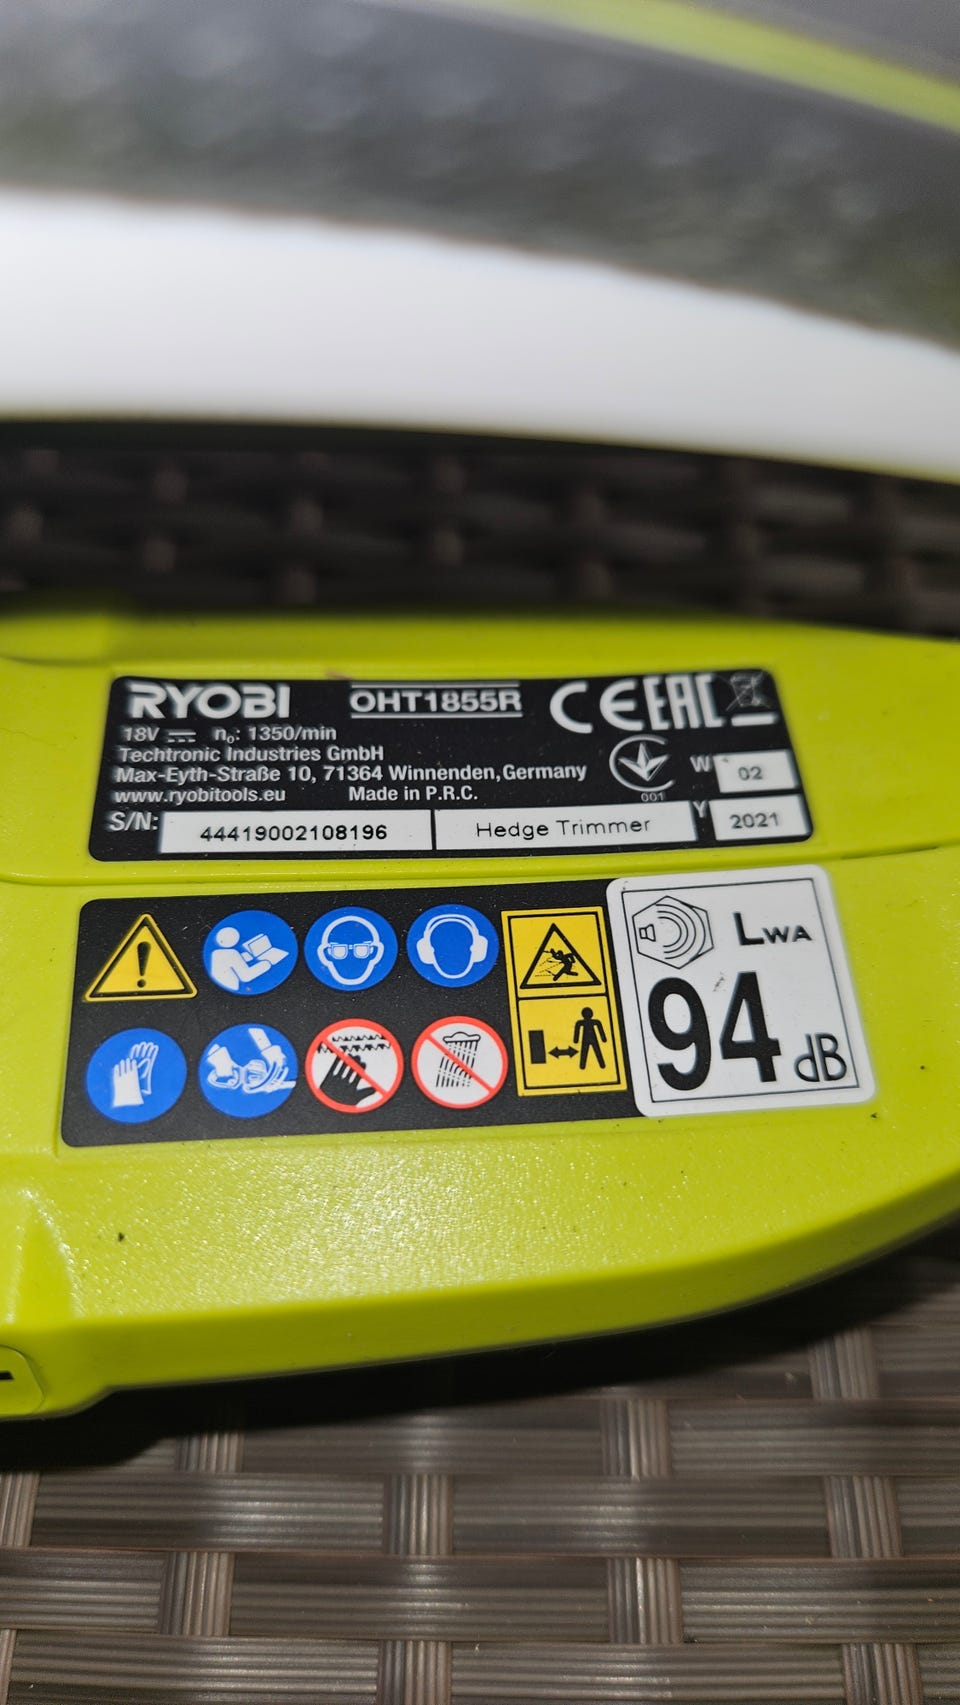 RYOBI OHT1855R CE EAC
18V n₀: 1350/min
Techtronic Industries GmbH
Max-Eyth-Straße 10, 71364 Winnenden, Germany
www.ryobitools.eu Made in P.R.C.
001
W 02
S/N: 44419002108196 Hedge Trimmer Y 2021
LWA
94 dB